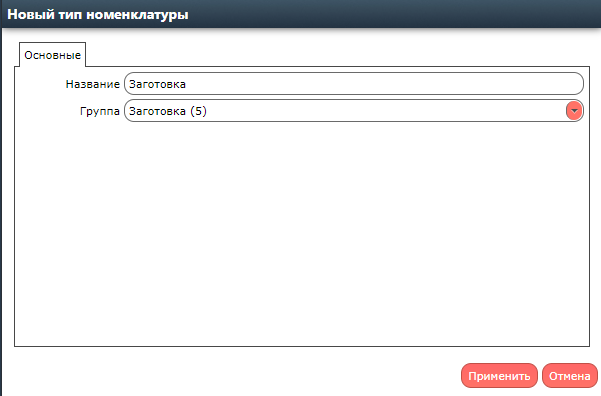 Новый тип номенклатуры
Основные
Название Заготовка
Группа Заготовка (5)
Применить Отмена